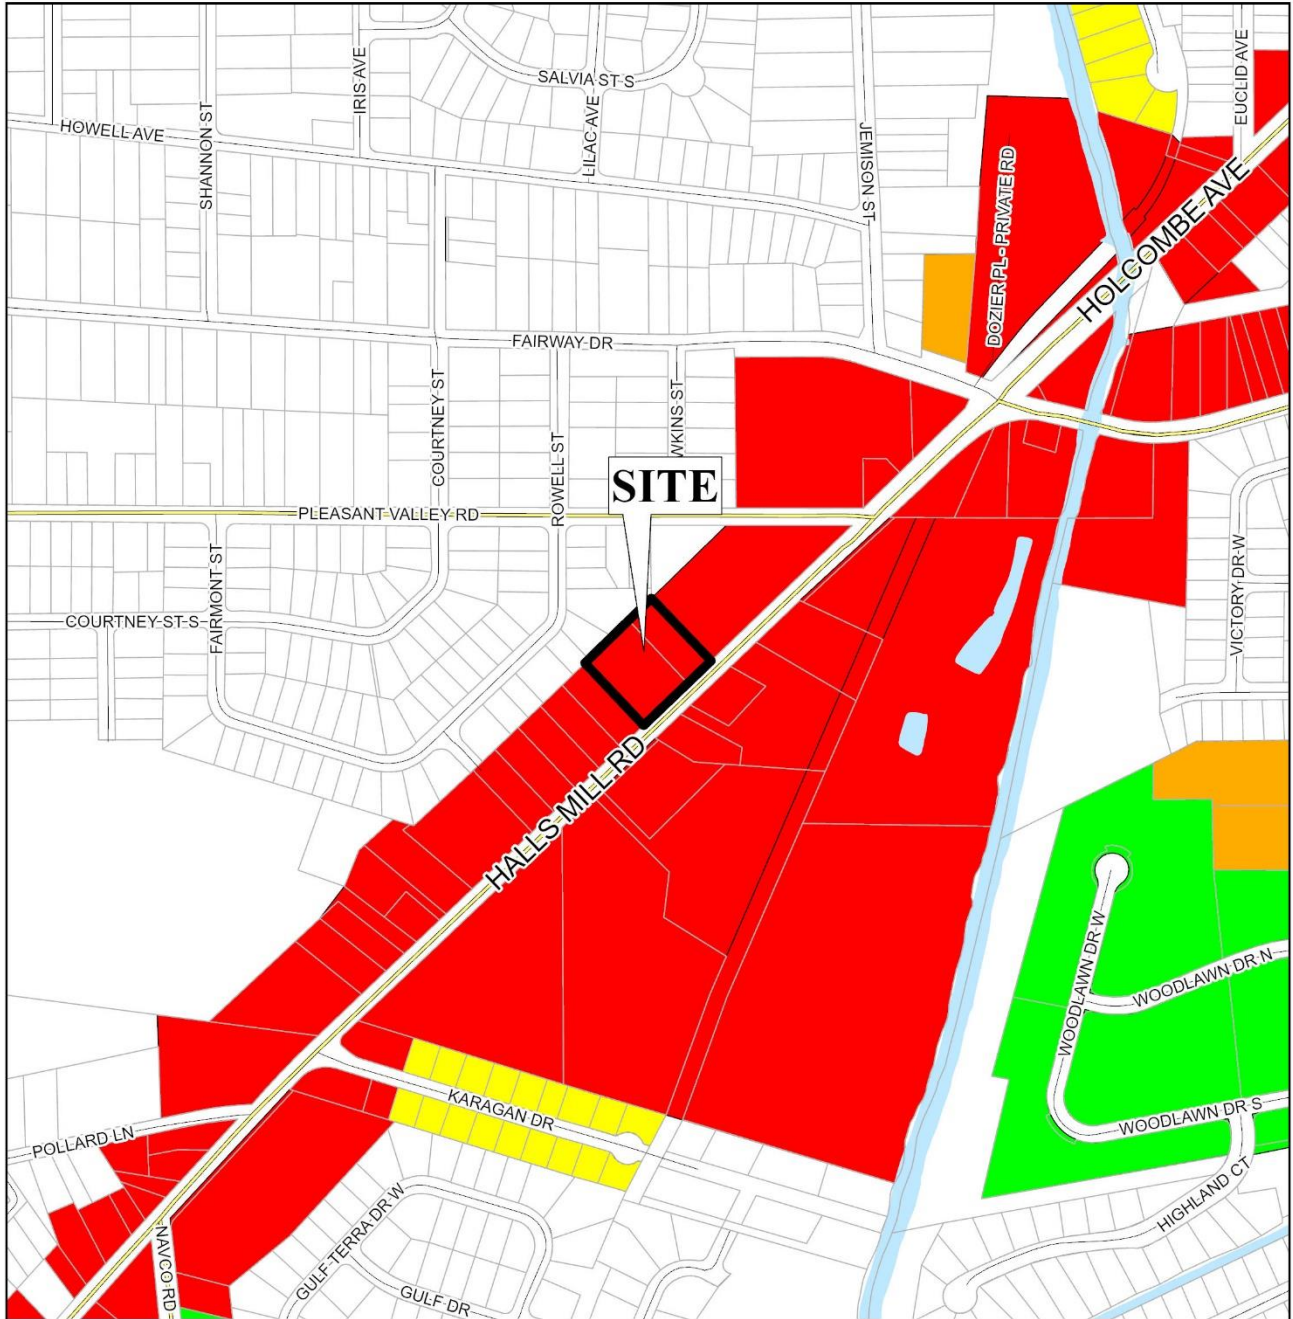 SALVIA ST S
EUCLID AVE
IRIS AVE
LILAC AVE
SHANNON ST
HOWELL AVE
JEMISON ST
DOZIER PL - PRIVATE RD
HOLCOMBE AVE
FAIRWAY DR
COURTNEY ST
ROWELL ST
WKINS ST
SITE
PLEASANT VALLEY RD
FAIRMONT ST
COURTNEY ST S
VICTORY DR W
HALLS MILL RD
WOODLAWN DR W
WOODLAWN DR N
KARAGAN DR
WOODLAWN DR S
POLLARD LN
HIGHLAND CT
GULF TERRA DR W
NAVCO RD
GULF DR